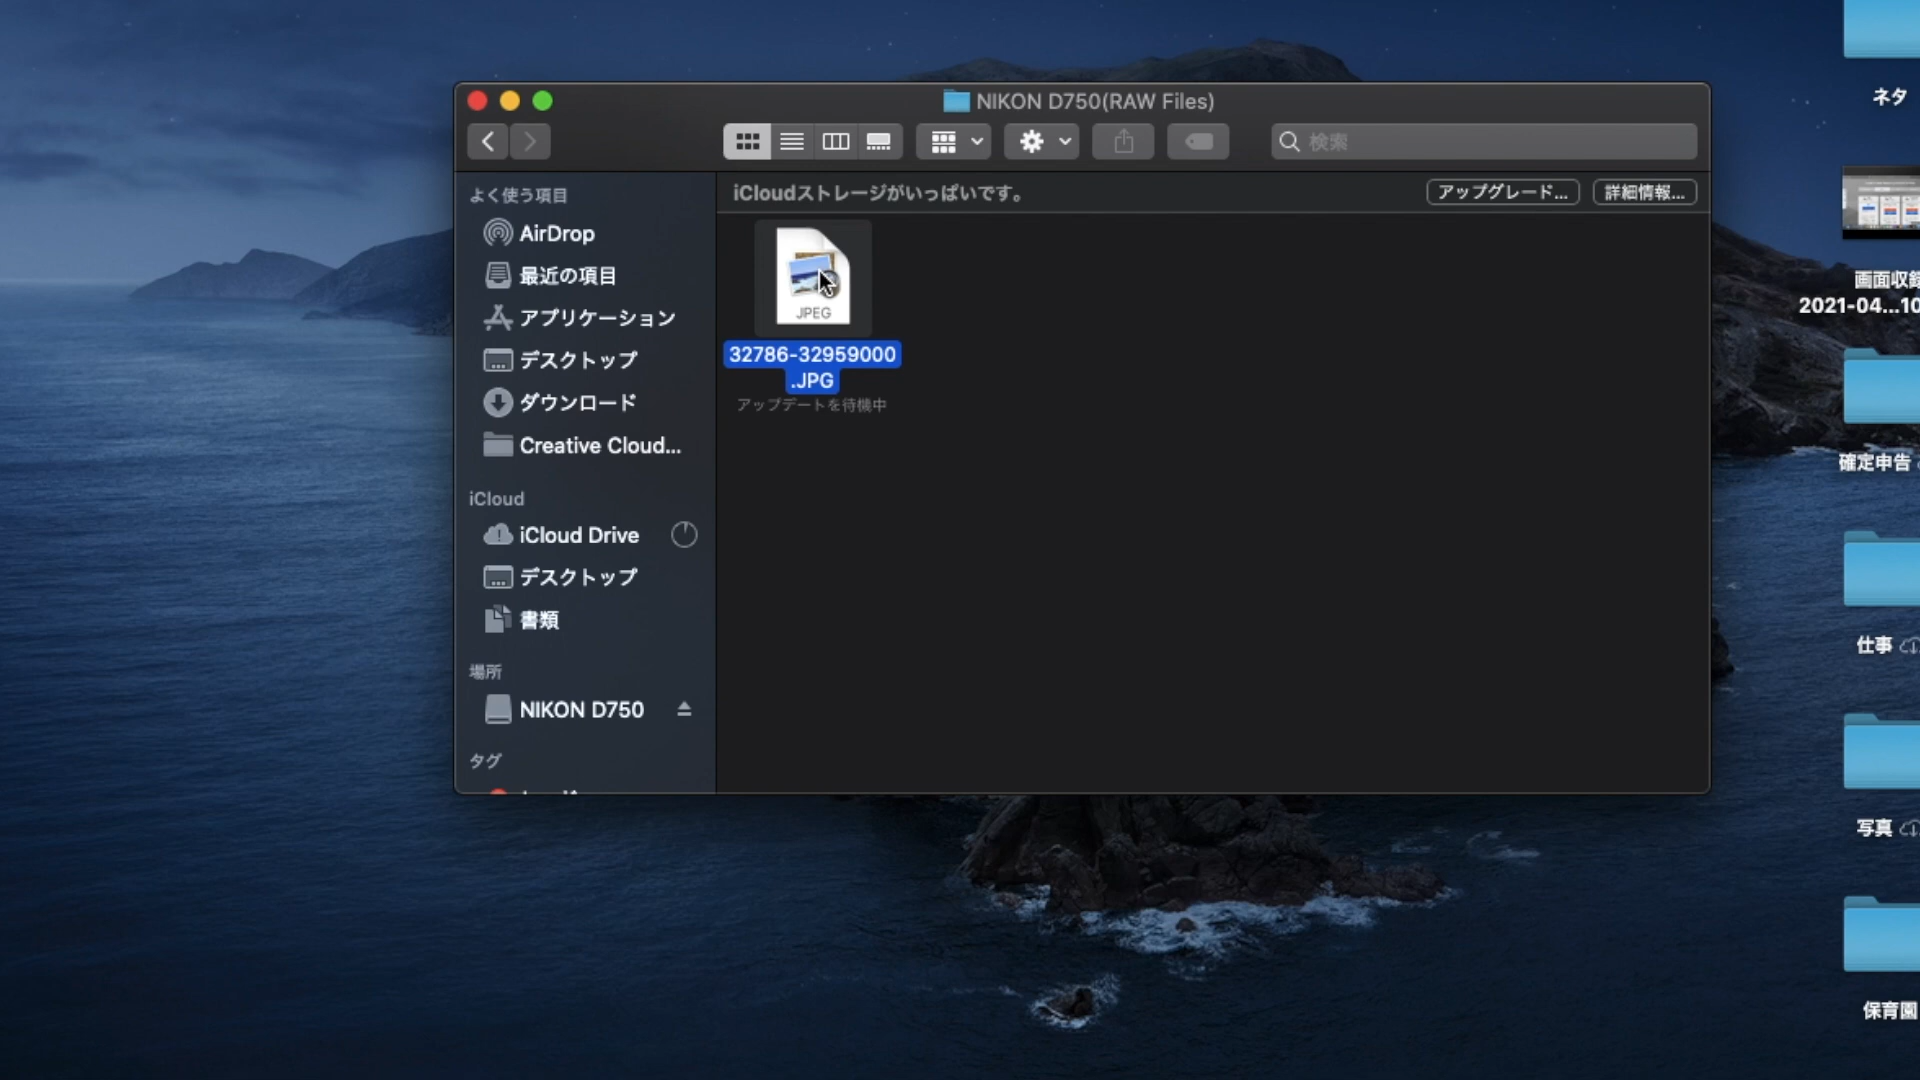 NIKON D750(RAW Files)
検索
よく使う項目
AirDrop
最近の項目
アプリケーション
デスクトップ
ダウンロード
Creative Cloud...
iCloud
iCloud Drive
デスクトップ
書類
場所
NIKON D750
タグ
iCloudストレージがいっぱいです。
アップグレード...
詳細情報...
JPEG
32786-32959000
.JPG
アップデートを待機中
ネタ
画面収録
2021-04...10
確定申告
仕事
写真
保育園